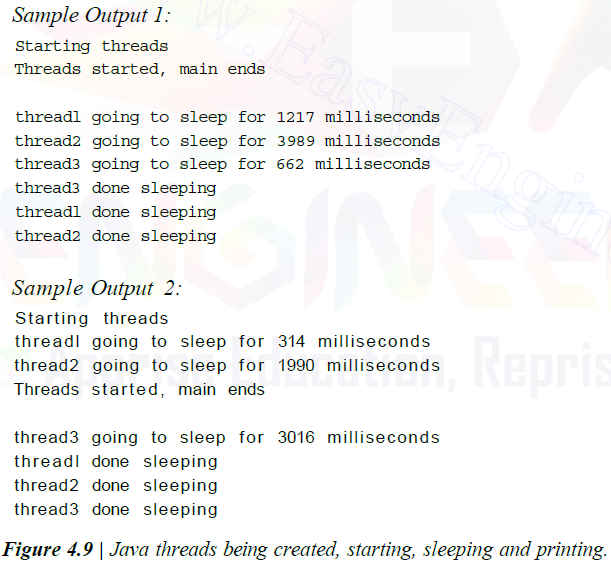 Sample Output 1:
Starting threads
Threads started, main ends
thread1 going to sleep for 1217 milliseconds
thread2 going to sleep for 3989 milliseconds
thread3 going to sleep for 662 milliseconds
thread3 done sleeping
thread1 done sleeping
thread2 done sleeping
Sample Output 2:
Starting threads
thread1 going to sleep for 314 milliseconds
thread2 going to sleep for 1990 milliseconds
Threads started, main ends
thread3 going to sleep for 3016 milliseconds
thread1 done sleeping
thread2 done sleeping
thread3 done sleeping
Figure 4.9 | Java threads being created, starting, sleeping and printing.